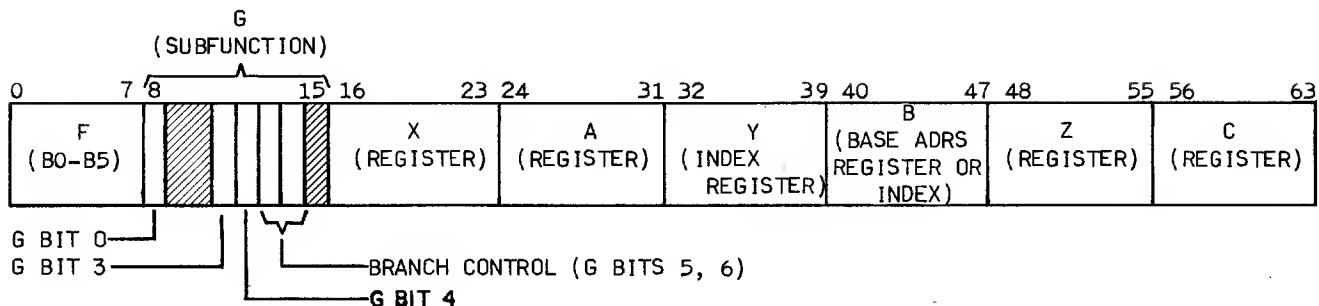 G
(SUBFUNCTION)
0 7 8 15 16 23 24 31 32 39 40 47 48 55 56 63
F
(B0-B5)
X
(REGISTER)
A
(REGISTER)
Y
(INDEX
REGISTER)
B
(BASE ADRS
REGISTER OR
INDEX)
Z
(REGISTER)
C
(REGISTER)
G BIT 0
G BIT 3
BRANCH CONTROL (G BITS 5, 6)
G BIT 4